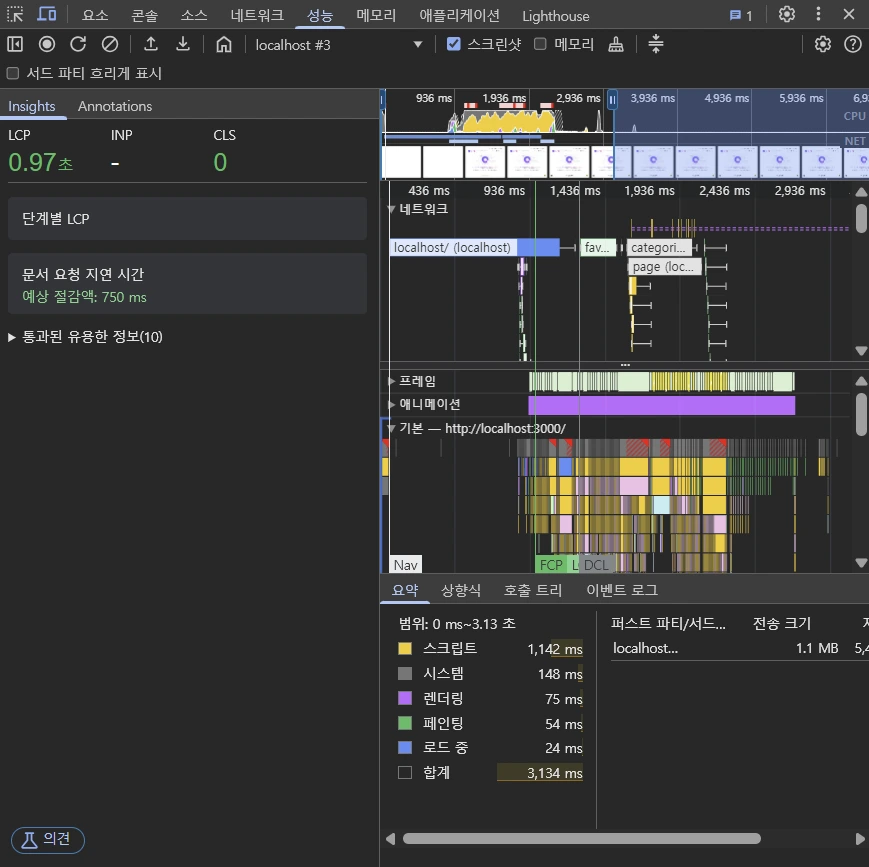 요소 콘솔 소스 네트워크 성능 메모리 애플리케이션 Lighthouse 1
localhost #3 스크린샷 메모리
서드 파티 흐리게 표시
Insights Annotations
LCP INP CLS
0.97초 - 0
단계별 LCP
문서 요청 지연 시간
예상 절감액: 750 ms
통과된 유용한 정보(10)
의견
936 ms 1,936 ms 2,936 ms 3,936 ms 4,936 ms 5,936 ms 6,9
CPU
NET
436 ms 936 ms 1,436 ms 1,936 ms 2,436 ms 2,936 ms
네트워크
localhost/ (localhost) fav... categori...
page (loc...
프레임
애니메이션
기본 — http://localhost:3000/
Nav FCP L DCL
요약 상향식 호출 트리 이벤트 로그
범위: 0 ms~3.13 초
스크립트 1,142 ms
시스템 148 ms
렌더링 75 ms
페인팅 54 ms
로드 중 24 ms
합계 3,134 ms
퍼스트 파티/서드... 전송 크기
localhost... 1.1 MB 5,4